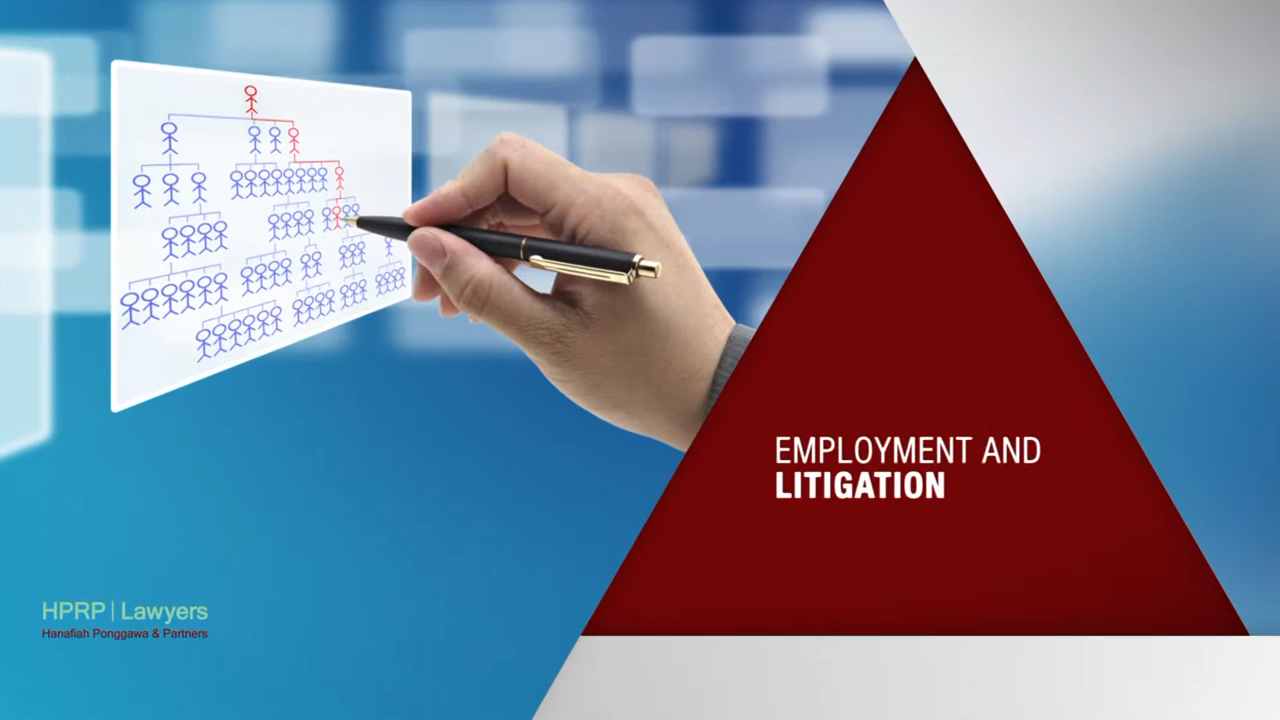 EMPLOYMENT AND
LITIGATION
HPRP | Lawyers
Hanafiah Ponggawa & Partners